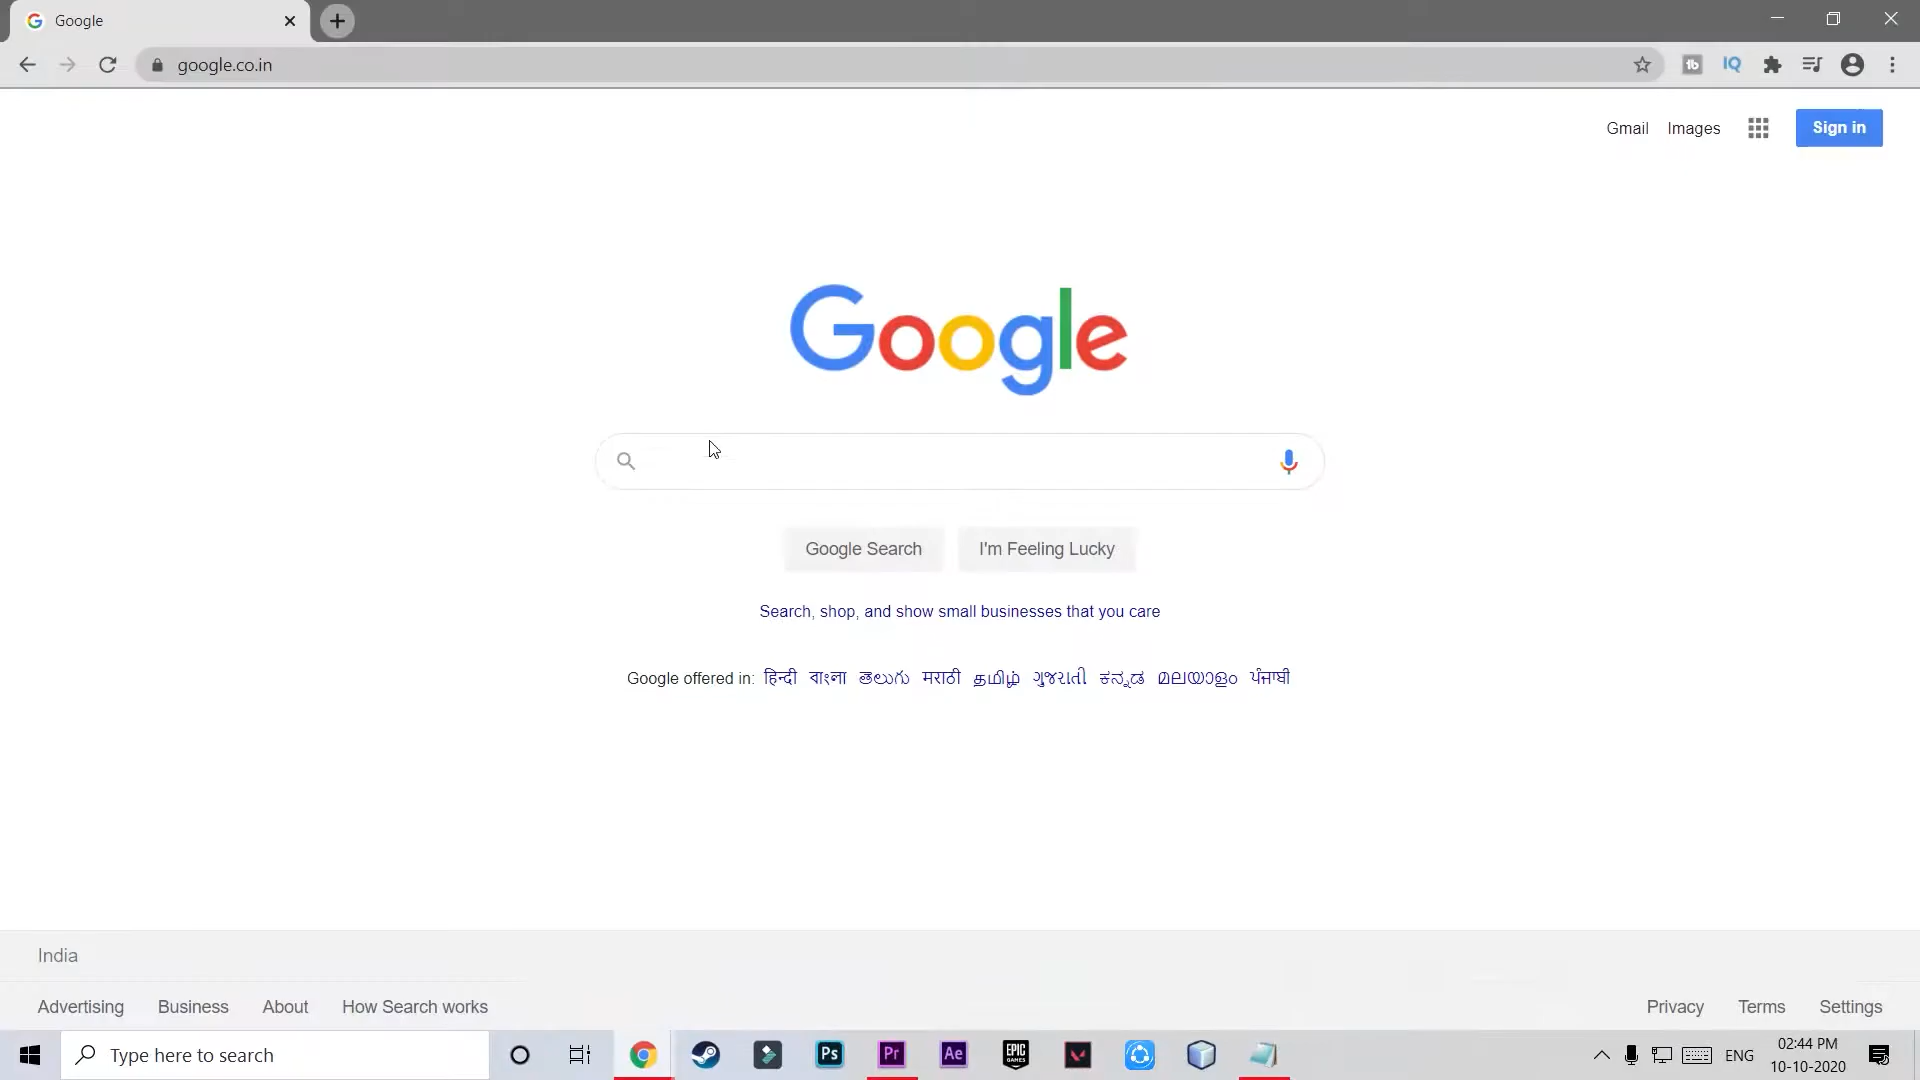 Google
google.co.in
IQ
Gmail Images Sign in
Google
Google Search I'm Feeling Lucky
Search, shop, and show small businesses that you care
Google offered in: हिन्दी বাংলা తెలుగు मराठी தமிழ் ગુજરાતી ಕನ್ನಡ മലയാളം ਪੰਜਾਬੀ
India
Advertising Business About How Search works Privacy Terms Settings
Type here to search Ps Pr Ae EPIC GAMES ENG 02:44 PM
10-10-2020